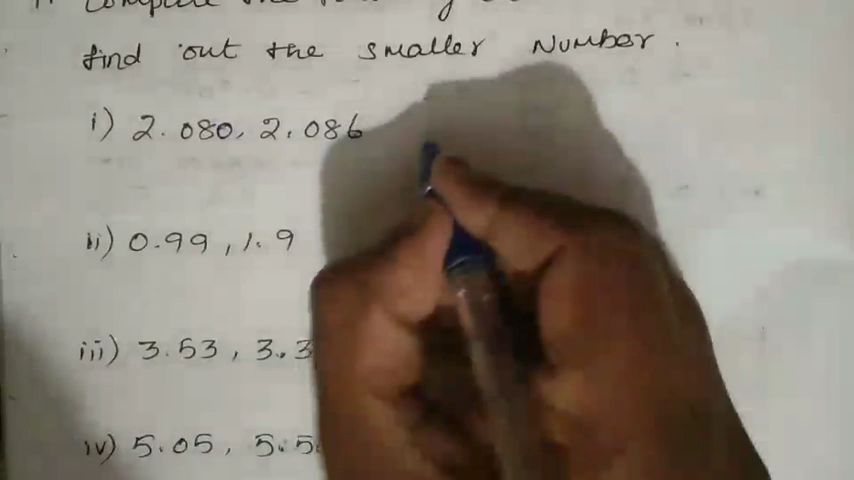 find out the smaller Number.
i) 2.080, 2.086
ii) 0.99, 1.9
iii) 3.53, 3.3
iv) 5.05, 5.5